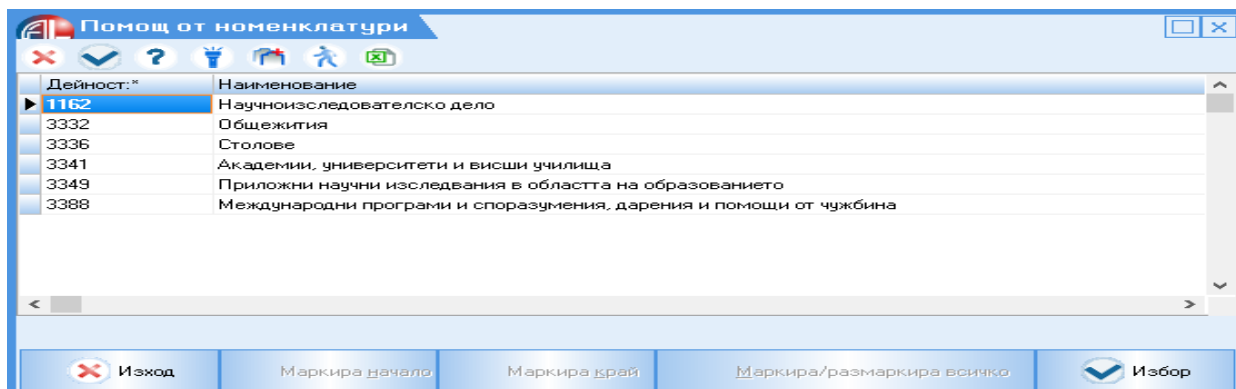 Помощ от номенклатури
Дейност:* Наименование
1162 Научноизследователско дело
3332 Общежития
3336 Столове
3341 Академии, университети и висши училища
3349 Приложни научни изследвания в областта на образованието
3388 Международни програми и споразумения, дарения и помощи от чужбина
Изход Маркира начало Маркира край Маркира/размаркира всичко Избор